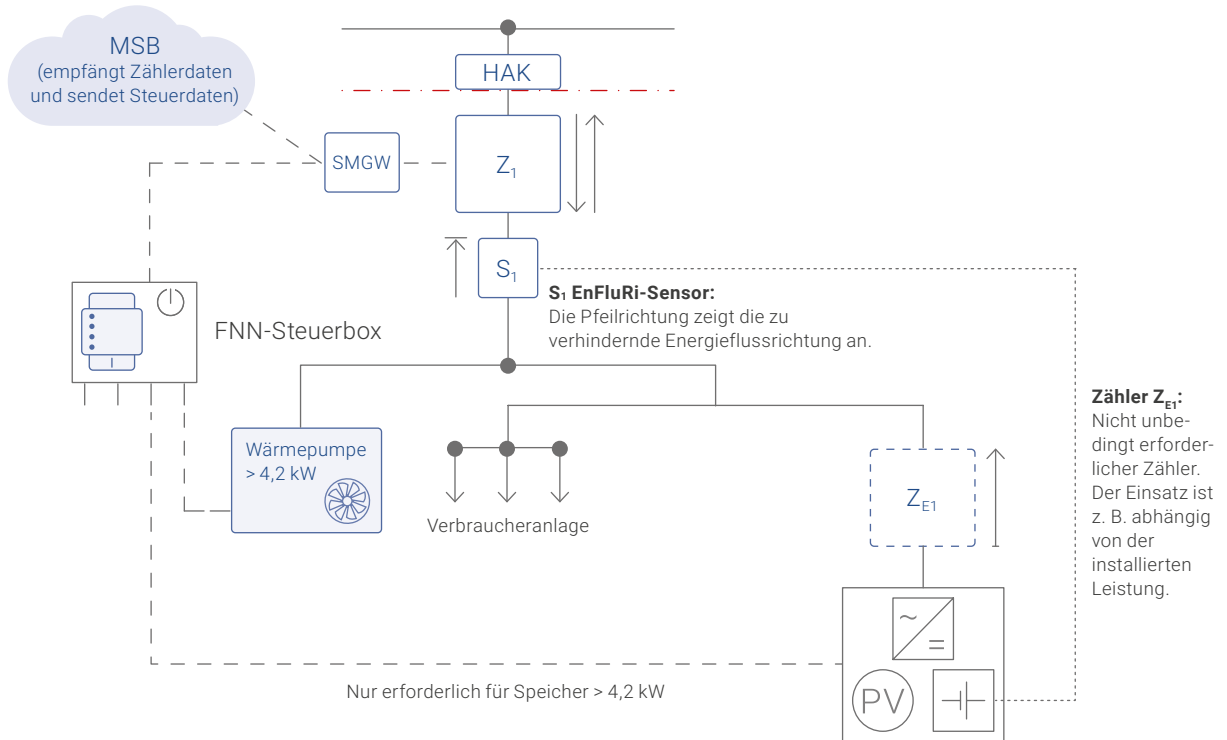 MSB
(empfängt Zählerdaten
und sendet Steuerdaten)
HAK
SMGW
Z₁
S₁
S₁ EnFluRi-Sensor:
Die Pfeilrichtung zeigt die zu
verhindernde Energieflussrichtung an.
FNN-Steuerbox
Wärmepumpe
> 4,2 kW
Verbraucheranlage
Z_E1
Zähler Z_E1:
Nicht unbe-
dingt erforder-
licher Zähler.
Der Einsatz ist
z. B. abhängig
von der
installierten
Leistung.
Nur erforderlich für Speicher > 4,2 kW
PV